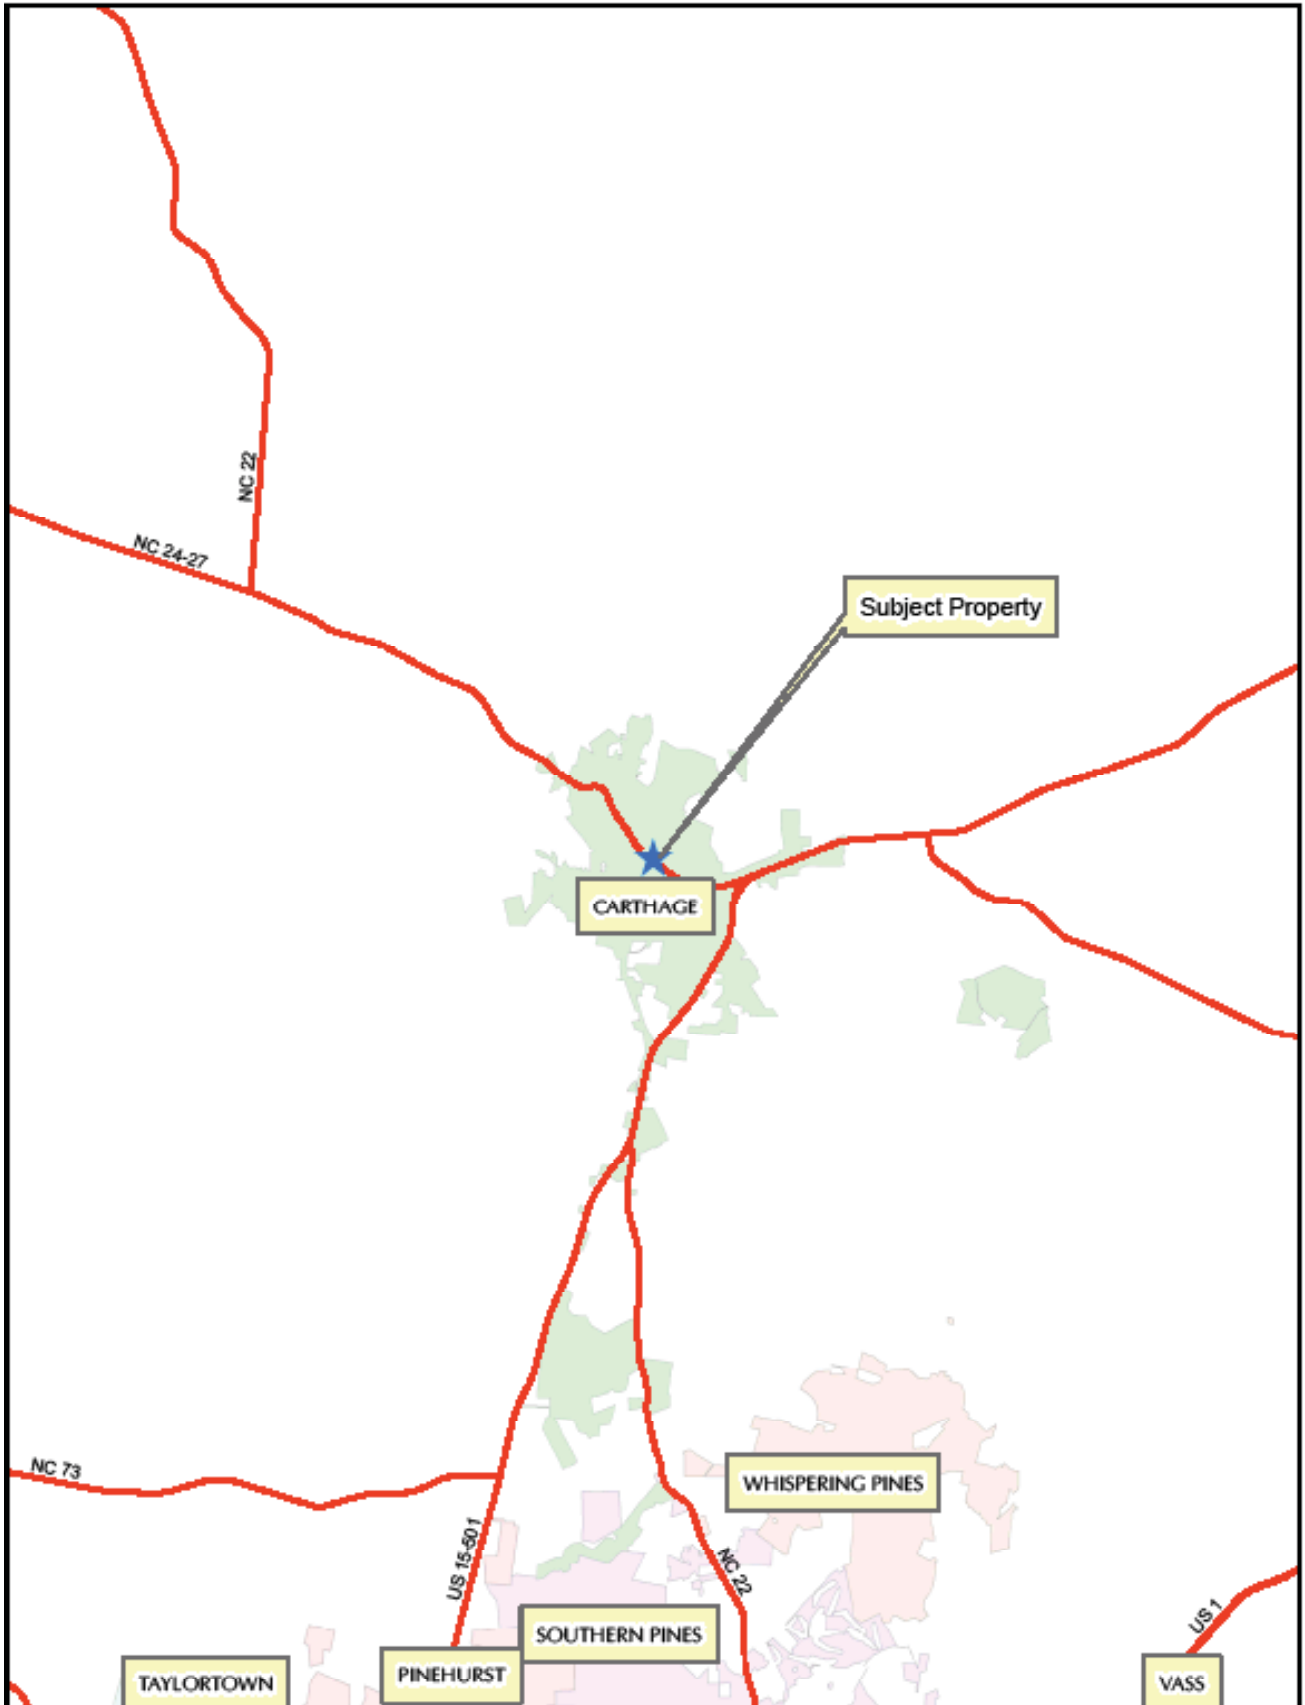 NC 22
NC 24-27
Subject Property
CARTHAGE
NC 73
WHISPERING PINES
US 15-501
NC 22
US 1
SOUTHERN PINES
PINEHURST
TAYLORTOWN
VASS